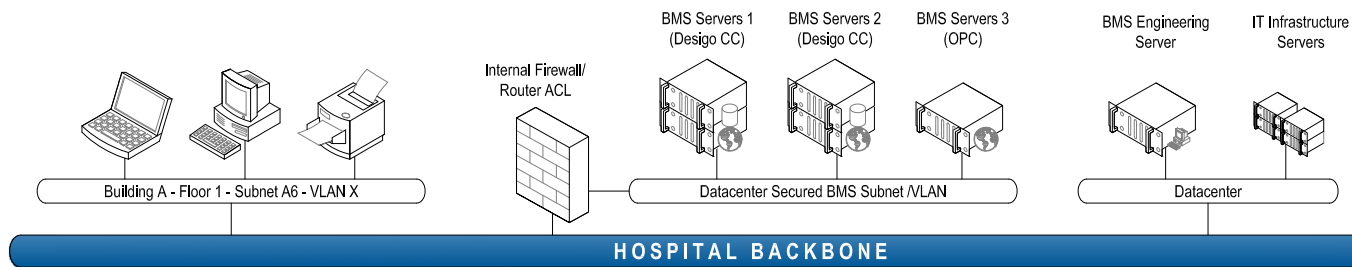 BMS Servers 1
(Desigo CC)
BMS Servers 2
(Desigo CC)
BMS Servers 3
(OPC)
BMS Engineering
Server
IT Infrastructure
Servers
Internal Firewall/
Router ACL
Building A - Floor 1 - Subnet A6 - VLAN X
Datacenter Secured BMS Subnet /VLAN
Datacenter
HOSPITAL BACKBONE